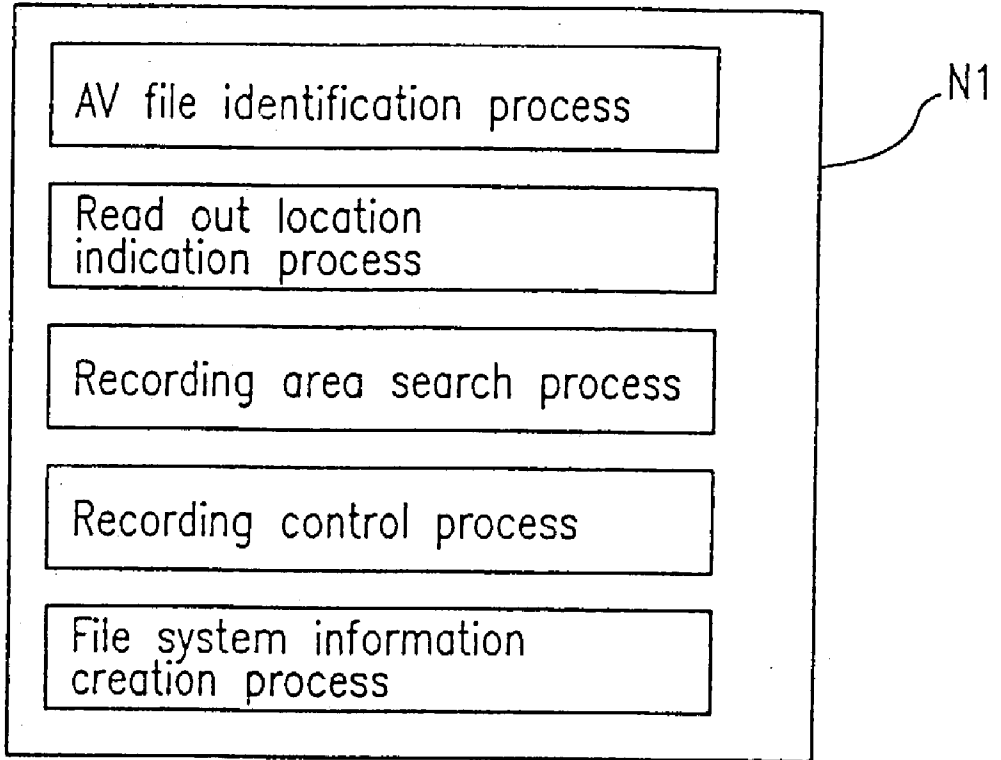 AV file identification process
N1
Read out location
indication process
Recording area search process
Recording control process
File system information
creation process